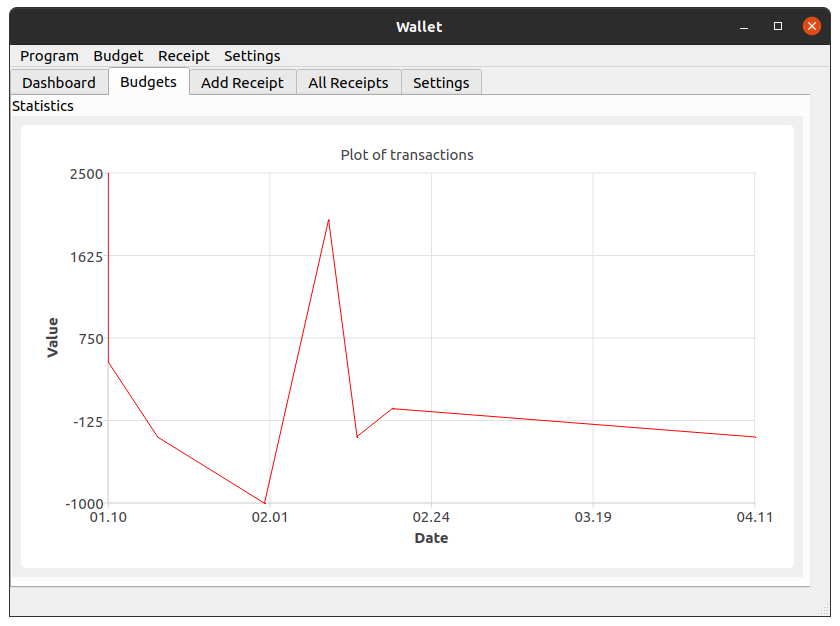 Wallet
Program Budget Receipt Settings
Dashboard Budgets Add Receipt All Receipts Settings
Statistics
Plot of transactions
2500
1625
750
-125
-1000
Value
01.10 02.01 02.24 03.19 04.11
Date